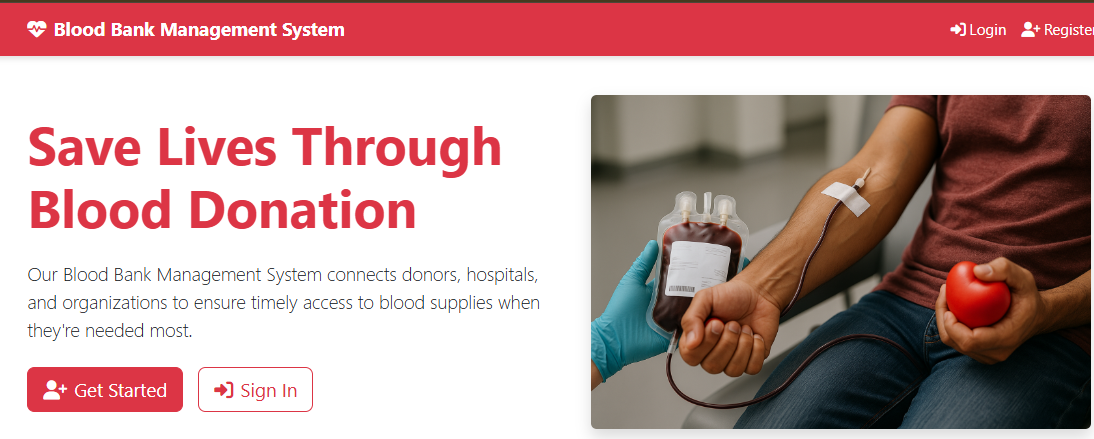 Blood Bank Management System
Login
Register
Save Lives Through
Blood Donation
Our Blood Bank Management System connects donors, hospitals,
and organizations to ensure timely access to blood supplies when
they're needed most.
Get Started
Sign In